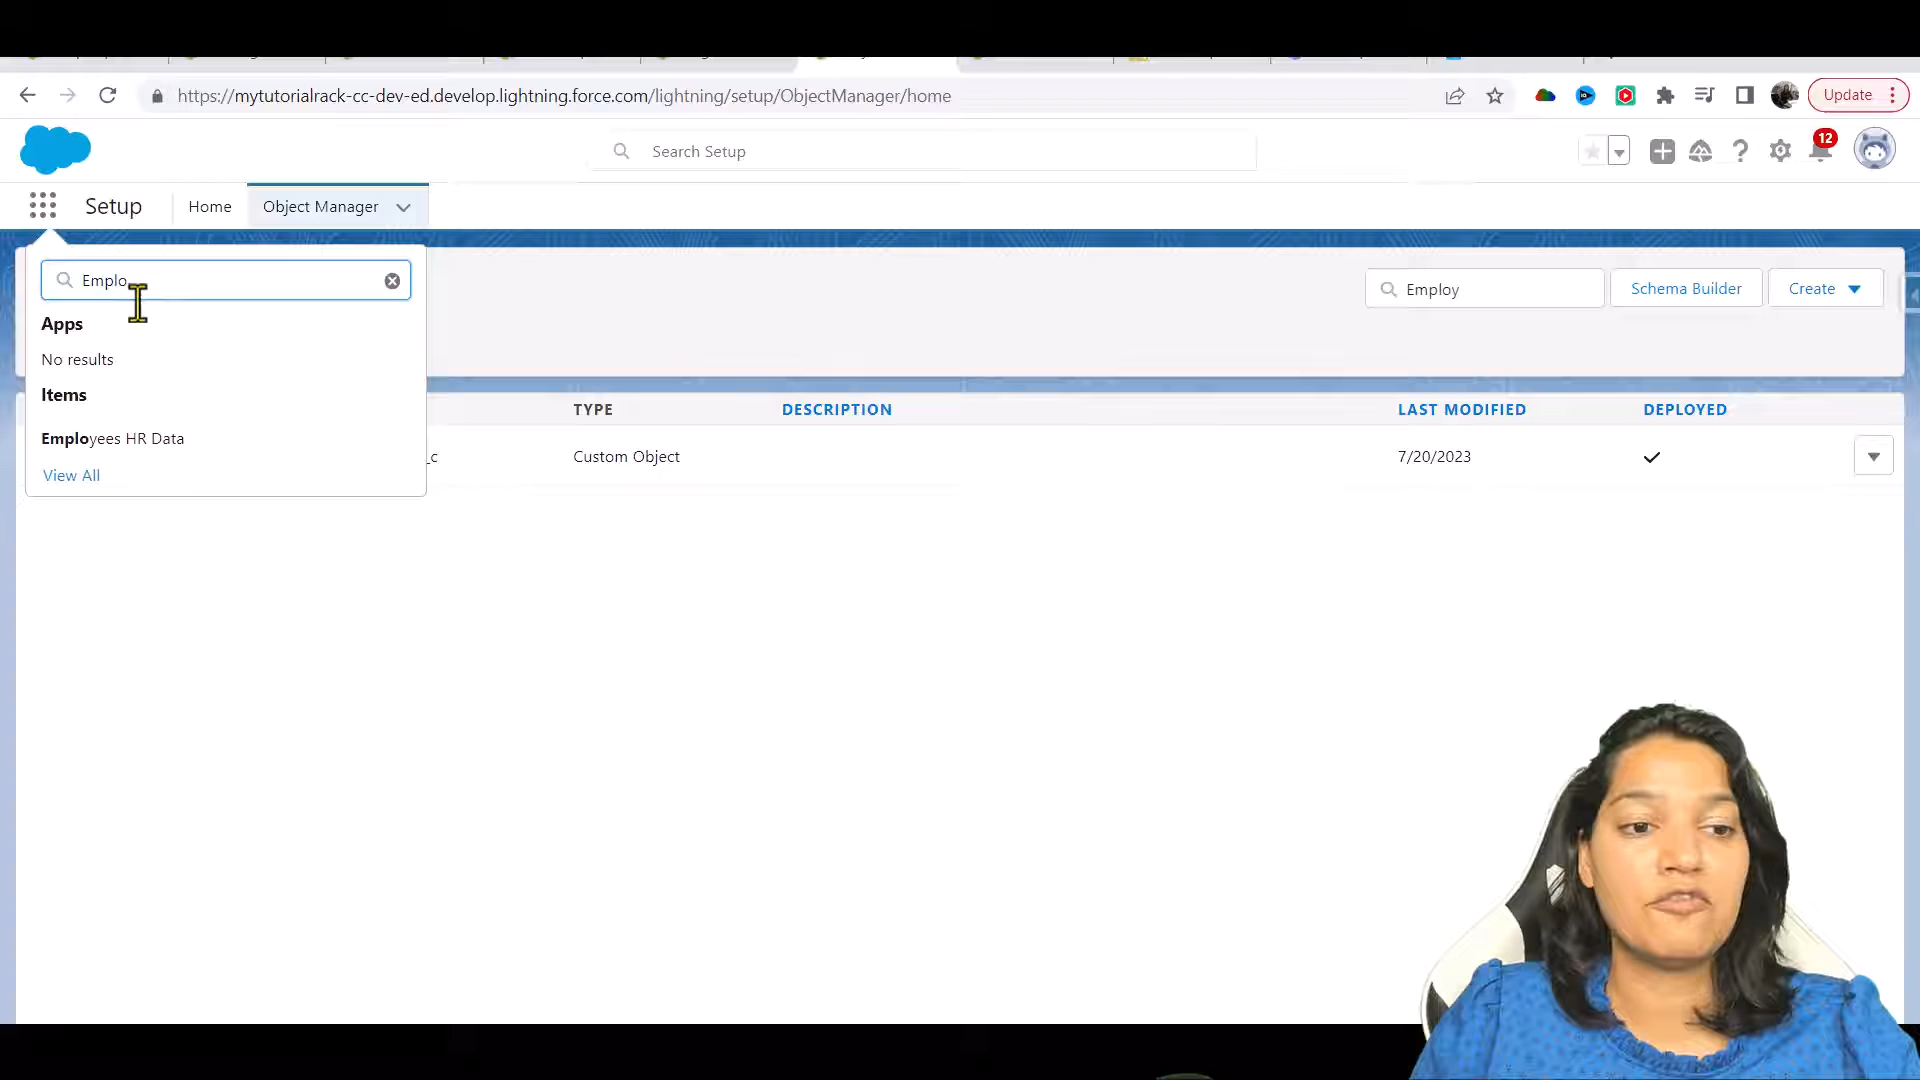 https://mytutorialrack-cc-dev-ed.develop.lightning.force.com/lightning/setup/ObjectManager/home
Update
Search Setup
12
Setup
Home
Object Manager
Emplo
Apps
No results
Items
Employees HR Data
View All
Employ
Schema Builder
Create
TYPE
DESCRIPTION
LAST MODIFIED
DEPLOYED
_c
Custom Object
7/20/2023